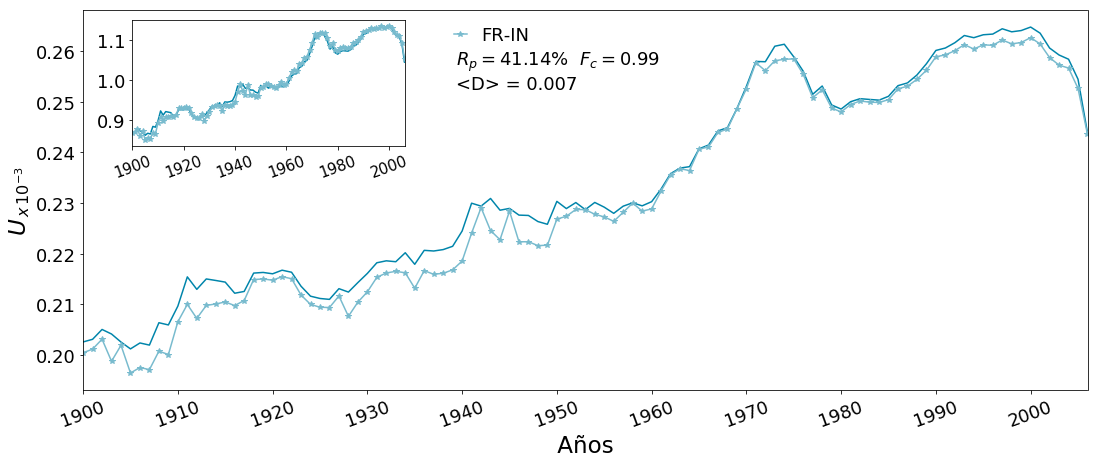 1.1
1.0
0.9
1900 1920 1940 1960 1980 2000
FR-IN
R_p = 41.14% F_c = 0.99
<D> = 0.007
0.26
0.25
0.24
0.23
0.22
0.21
0.20
U_{x 10^{-3}}
1900 1910 1920 1930 1940 1950 1960 1970 1980 1990 2000
Años